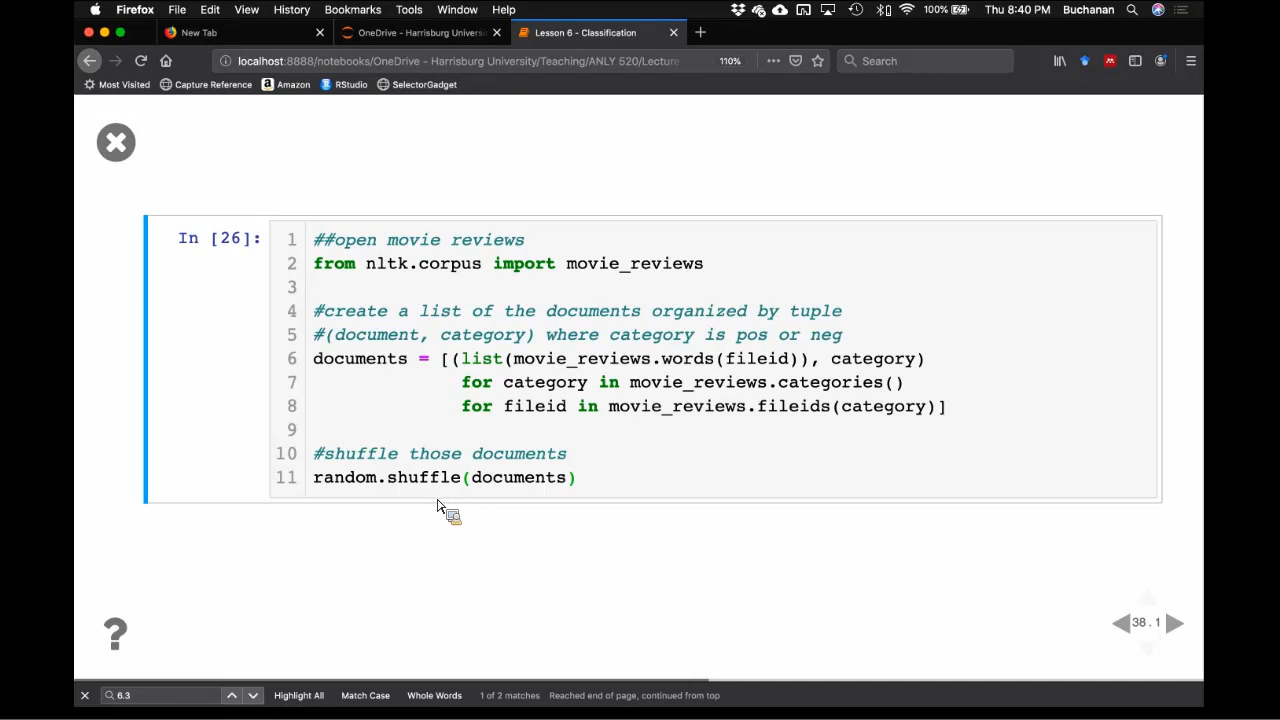 Firefox File Edit View History Bookmarks Tools Window Help 100% Thu 8:40 PM Buchanan
New Tab OneDrive - Harrisburg Universi Lesson 6 - Classification
localhost:8888/notebooks/OneDrive - Harrisburg University/Teaching/ANLY 520/Lecture 110% Search
Most Visited Capture Reference Amazon RStudio SelectorGadget
In [26]:
1 ##open movie reviews
2 from nltk.corpus import movie_reviews
3
4 #create a list of the documents organized by tuple
5 #(document, category) where category is pos or neg
6 documents = [(list(movie_reviews.words(fileid)), category)
7 for category in movie_reviews.categories()
8 for fileid in movie_reviews.fileids(category)]
9
10 #shuffle those documents
11 random.shuffle(documents)
?
38.1
6.3 Highlight All Match Case Whole Words 1 of 2 matches Reached end of page, continued from top